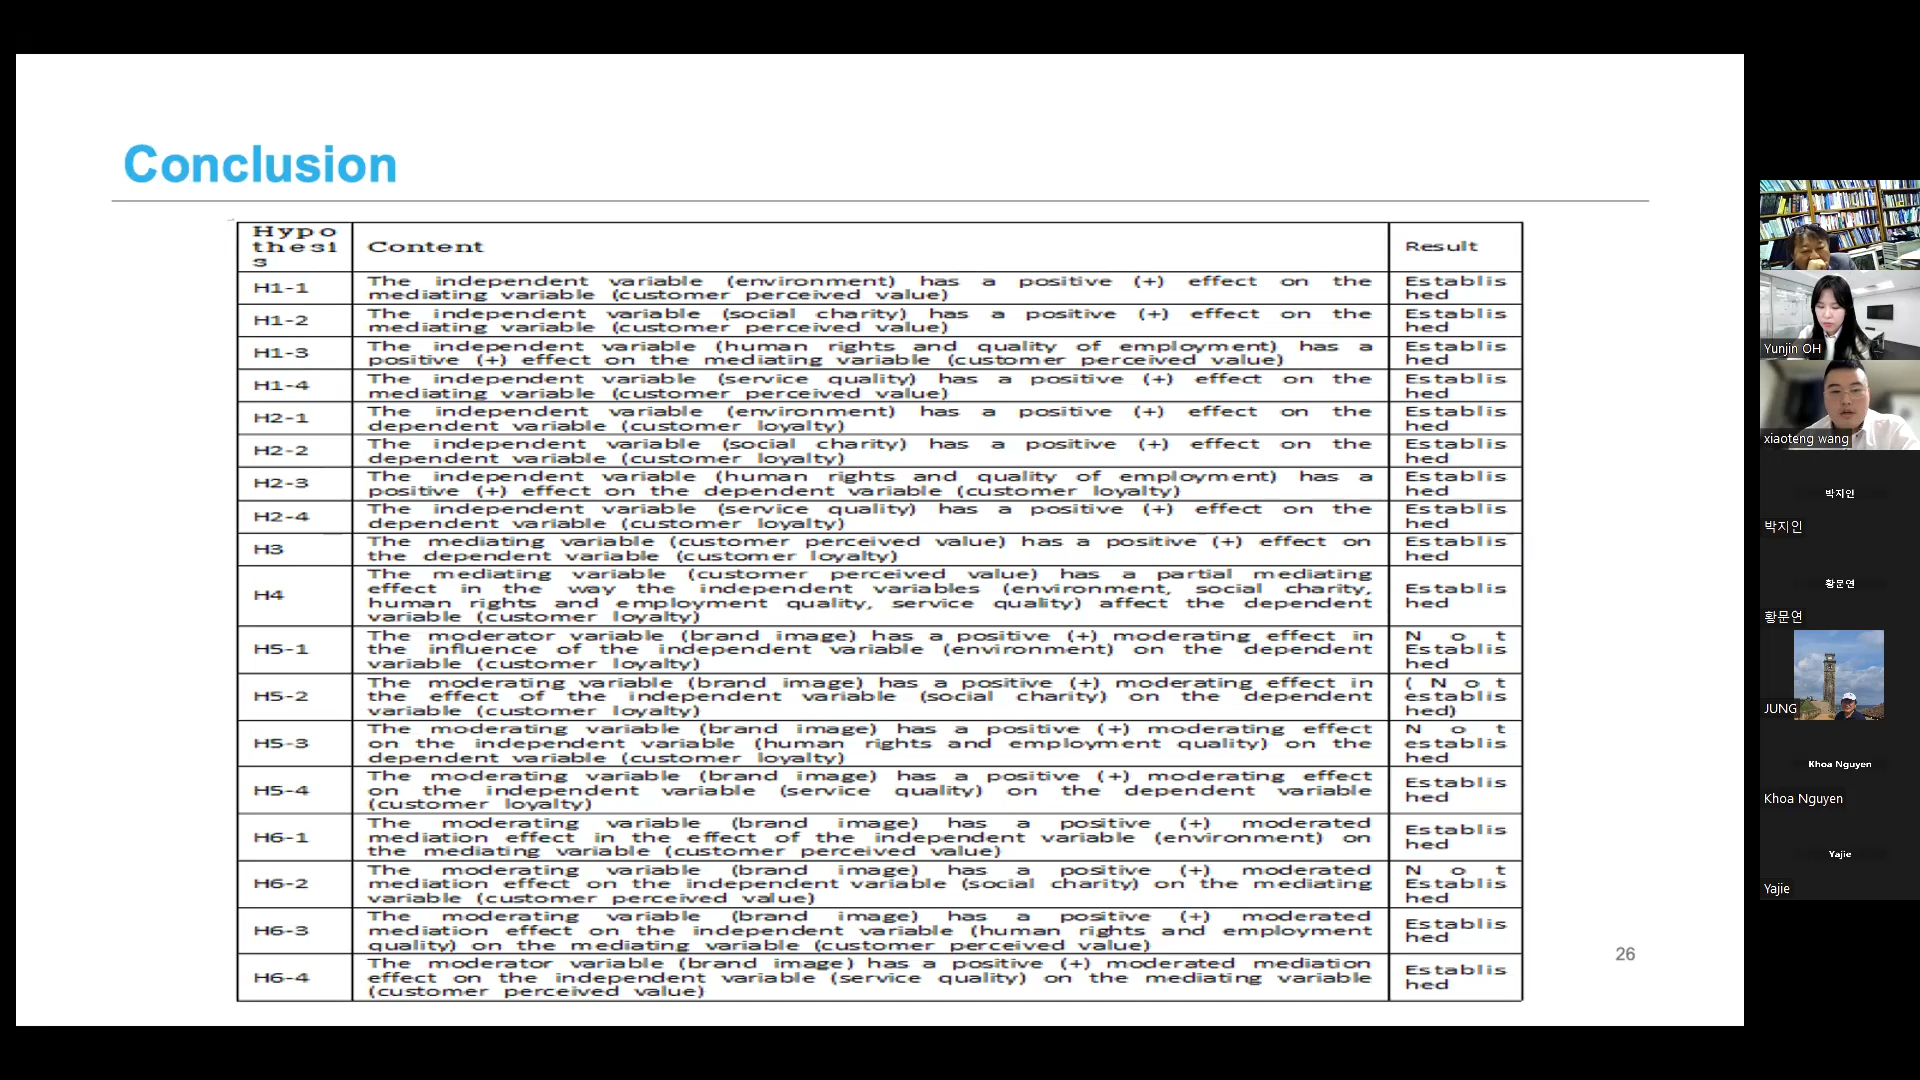 Conclusion
Hypo
thesi
s
Content
Result
H1-1
The independent variable (environment) has a positive (+) effect on the
mediating variable (customer perceived value)
Establis
hed
H1-2
The independent variable (social charity) has a positive (+) effect on the
mediating variable (customer perceived value)
Establis
hed
H1-3
The independent variable (human rights and quality of employment) has a
positive (+) effect on the mediating variable (customer perceived value)
Establis
hed
H1-4
The independent variable (service quality) has a positive (+) effect on the
mediating variable (customer perceived value)
Establis
hed
H2-1
The independent variable (environment) has a positive (+) effect on the
dependent variable (customer loyalty)
Establis
hed
H2-2
The independent variable (social charity) has a positive (+) effect on the
dependent variable (customer loyalty)
Establis
hed
H2-3
The independent variable (human rights and quality of employment) has a
positive (+) effect on the dependent variable (customer loyalty)
Establis
hed
H2-4
The independent variable (service quality) has a positive (+) effect on the
dependent variable (customer loyalty)
Establis
hed
H3
The mediating variable (customer perceived value) has a positive (+) effect on
the dependent variable (customer loyalty)
Establis
hed
H4
The mediating variable (customer perceived value) has a partial mediating
effect in the way the independent variables (environment, social charity,
human rights and employment quality, service quality) affect the dependent
variable (customer loyalty)
Establis
hed
H5-1
The moderator variable (brand image) has a positive (+) moderating effect in
the influence of the independent variable (environment) on the dependent
variable (customer loyalty)
N o t
Establis
hed
H5-2
The moderating variable (brand image) has a positive (+) moderating effect in
the effect of the independent variable (social charity) on the dependent
variable (customer loyalty)
( N o t
establis
hed)
H5-3
The moderating variable (brand image) has a positive (+) moderating effect
on the independent variable (human rights and employment quality) on the
dependent variable (customer loyalty)
N o t
establis
hed
H5-4
The moderating variable (brand image) has a positive (+) moderating effect
on the independent variable (service quality) on the dependent variable
(customer loyalty)
Establis
hed
H6-1
The moderating variable (brand image) has a positive (+) moderated
mediation effect in the effect of the independent variable (environment) on
the mediating variable (customer perceived value)
Establis
hed
H6-2
The moderating variable (brand image) has a positive (+) moderated
mediation effect on the independent variable (social charity) on the mediating
variable (customer perceived value)
N o t
Establis
hed
H6-3
The moderating variable (brand image) has a positive (+) moderated
mediation effect on the independent variable (human rights and employment
quality) on the mediating variable (customer perceived value)
Establis
hed
H6-4
The moderator variable (brand image) has a positive (+) moderated mediation
effect on the independent variable (service quality) on the mediating variable
(customer perceived value)
Establis
hed
26
Yunjin OH
xiaoteng wang
박지인
박지인
황문연
황문연
JUNG
Khoa Nguyen
Khoa Nguyen
Yajie
Yajie